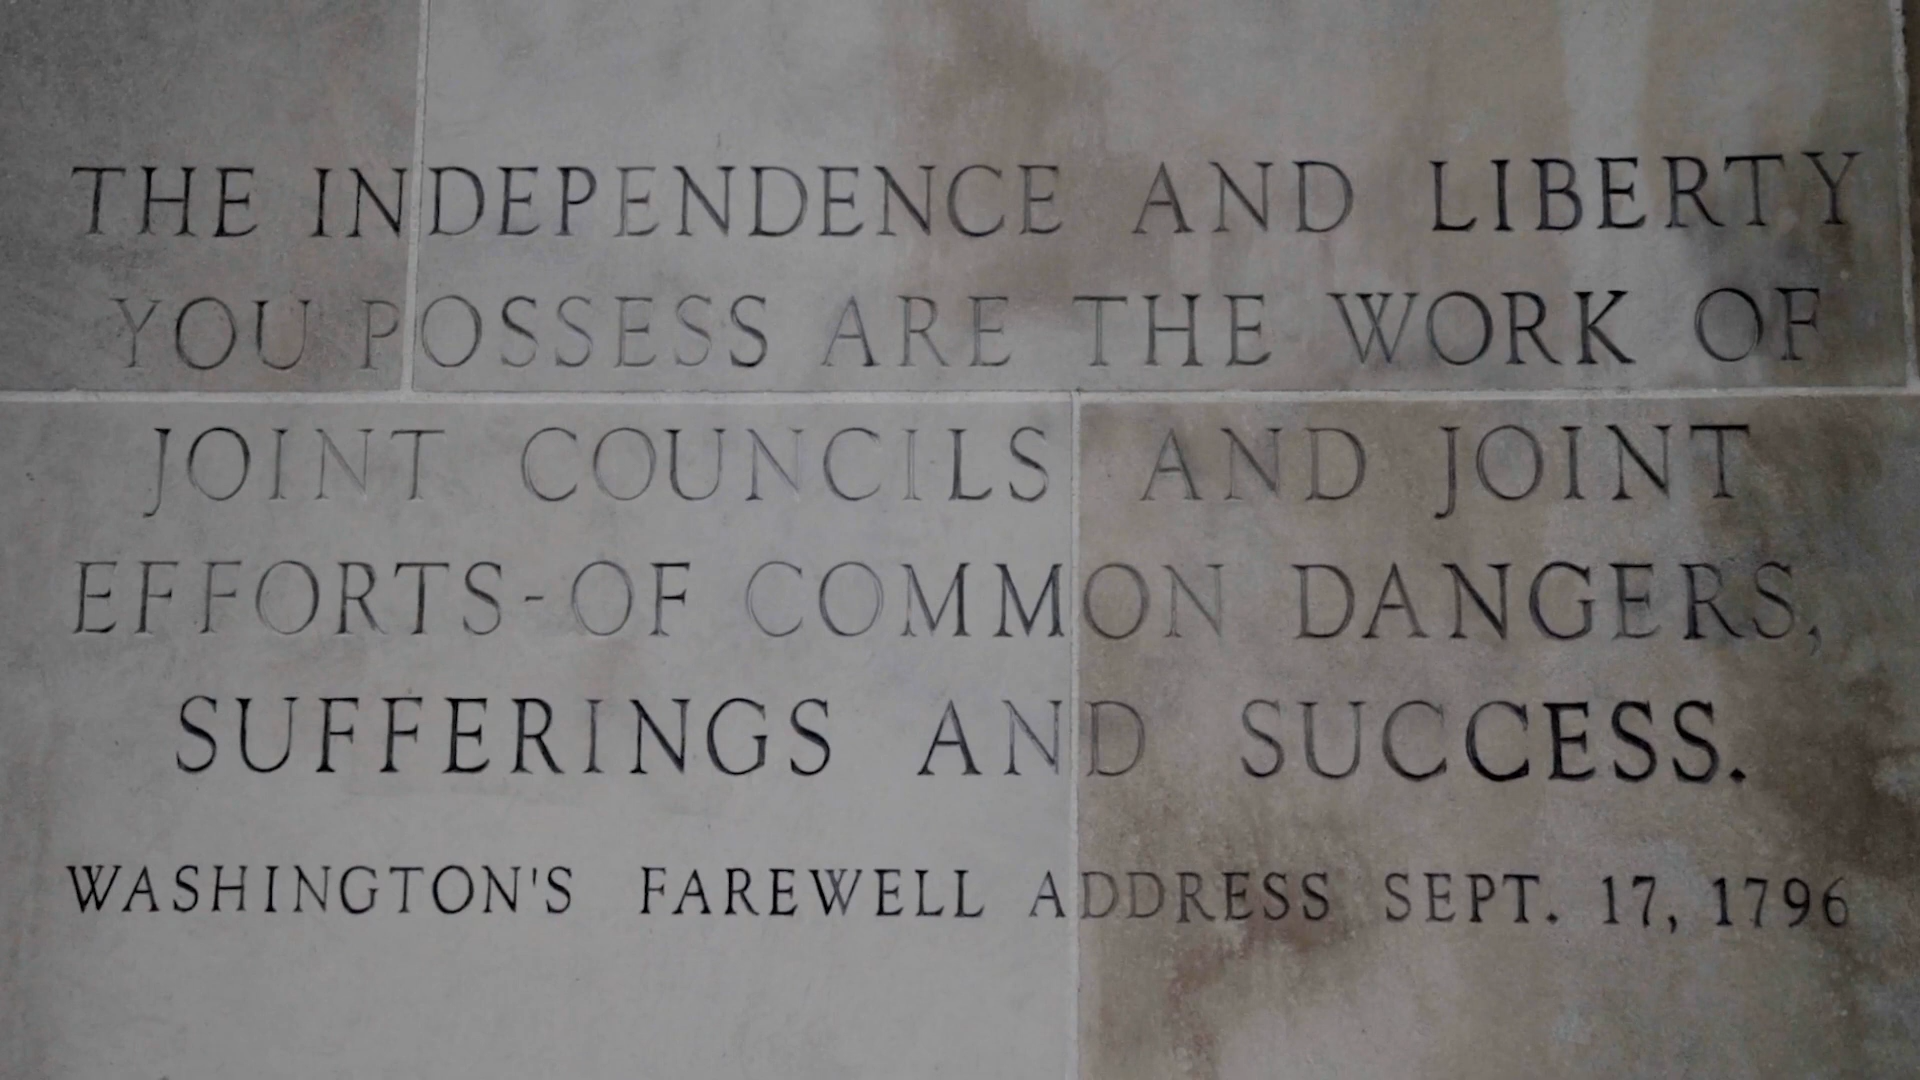 THE INDEPENDENCE AND LIBERTY
YOU POSSESS ARE THE WORK OF
JOINT COUNCILS AND JOINT
EFFORTS-OF COMMON DANGERS,
SUFFERINGS AND SUCCESS.
WASHINGTON'S FAREWELL ADDRESS SEPT. 17, 1796